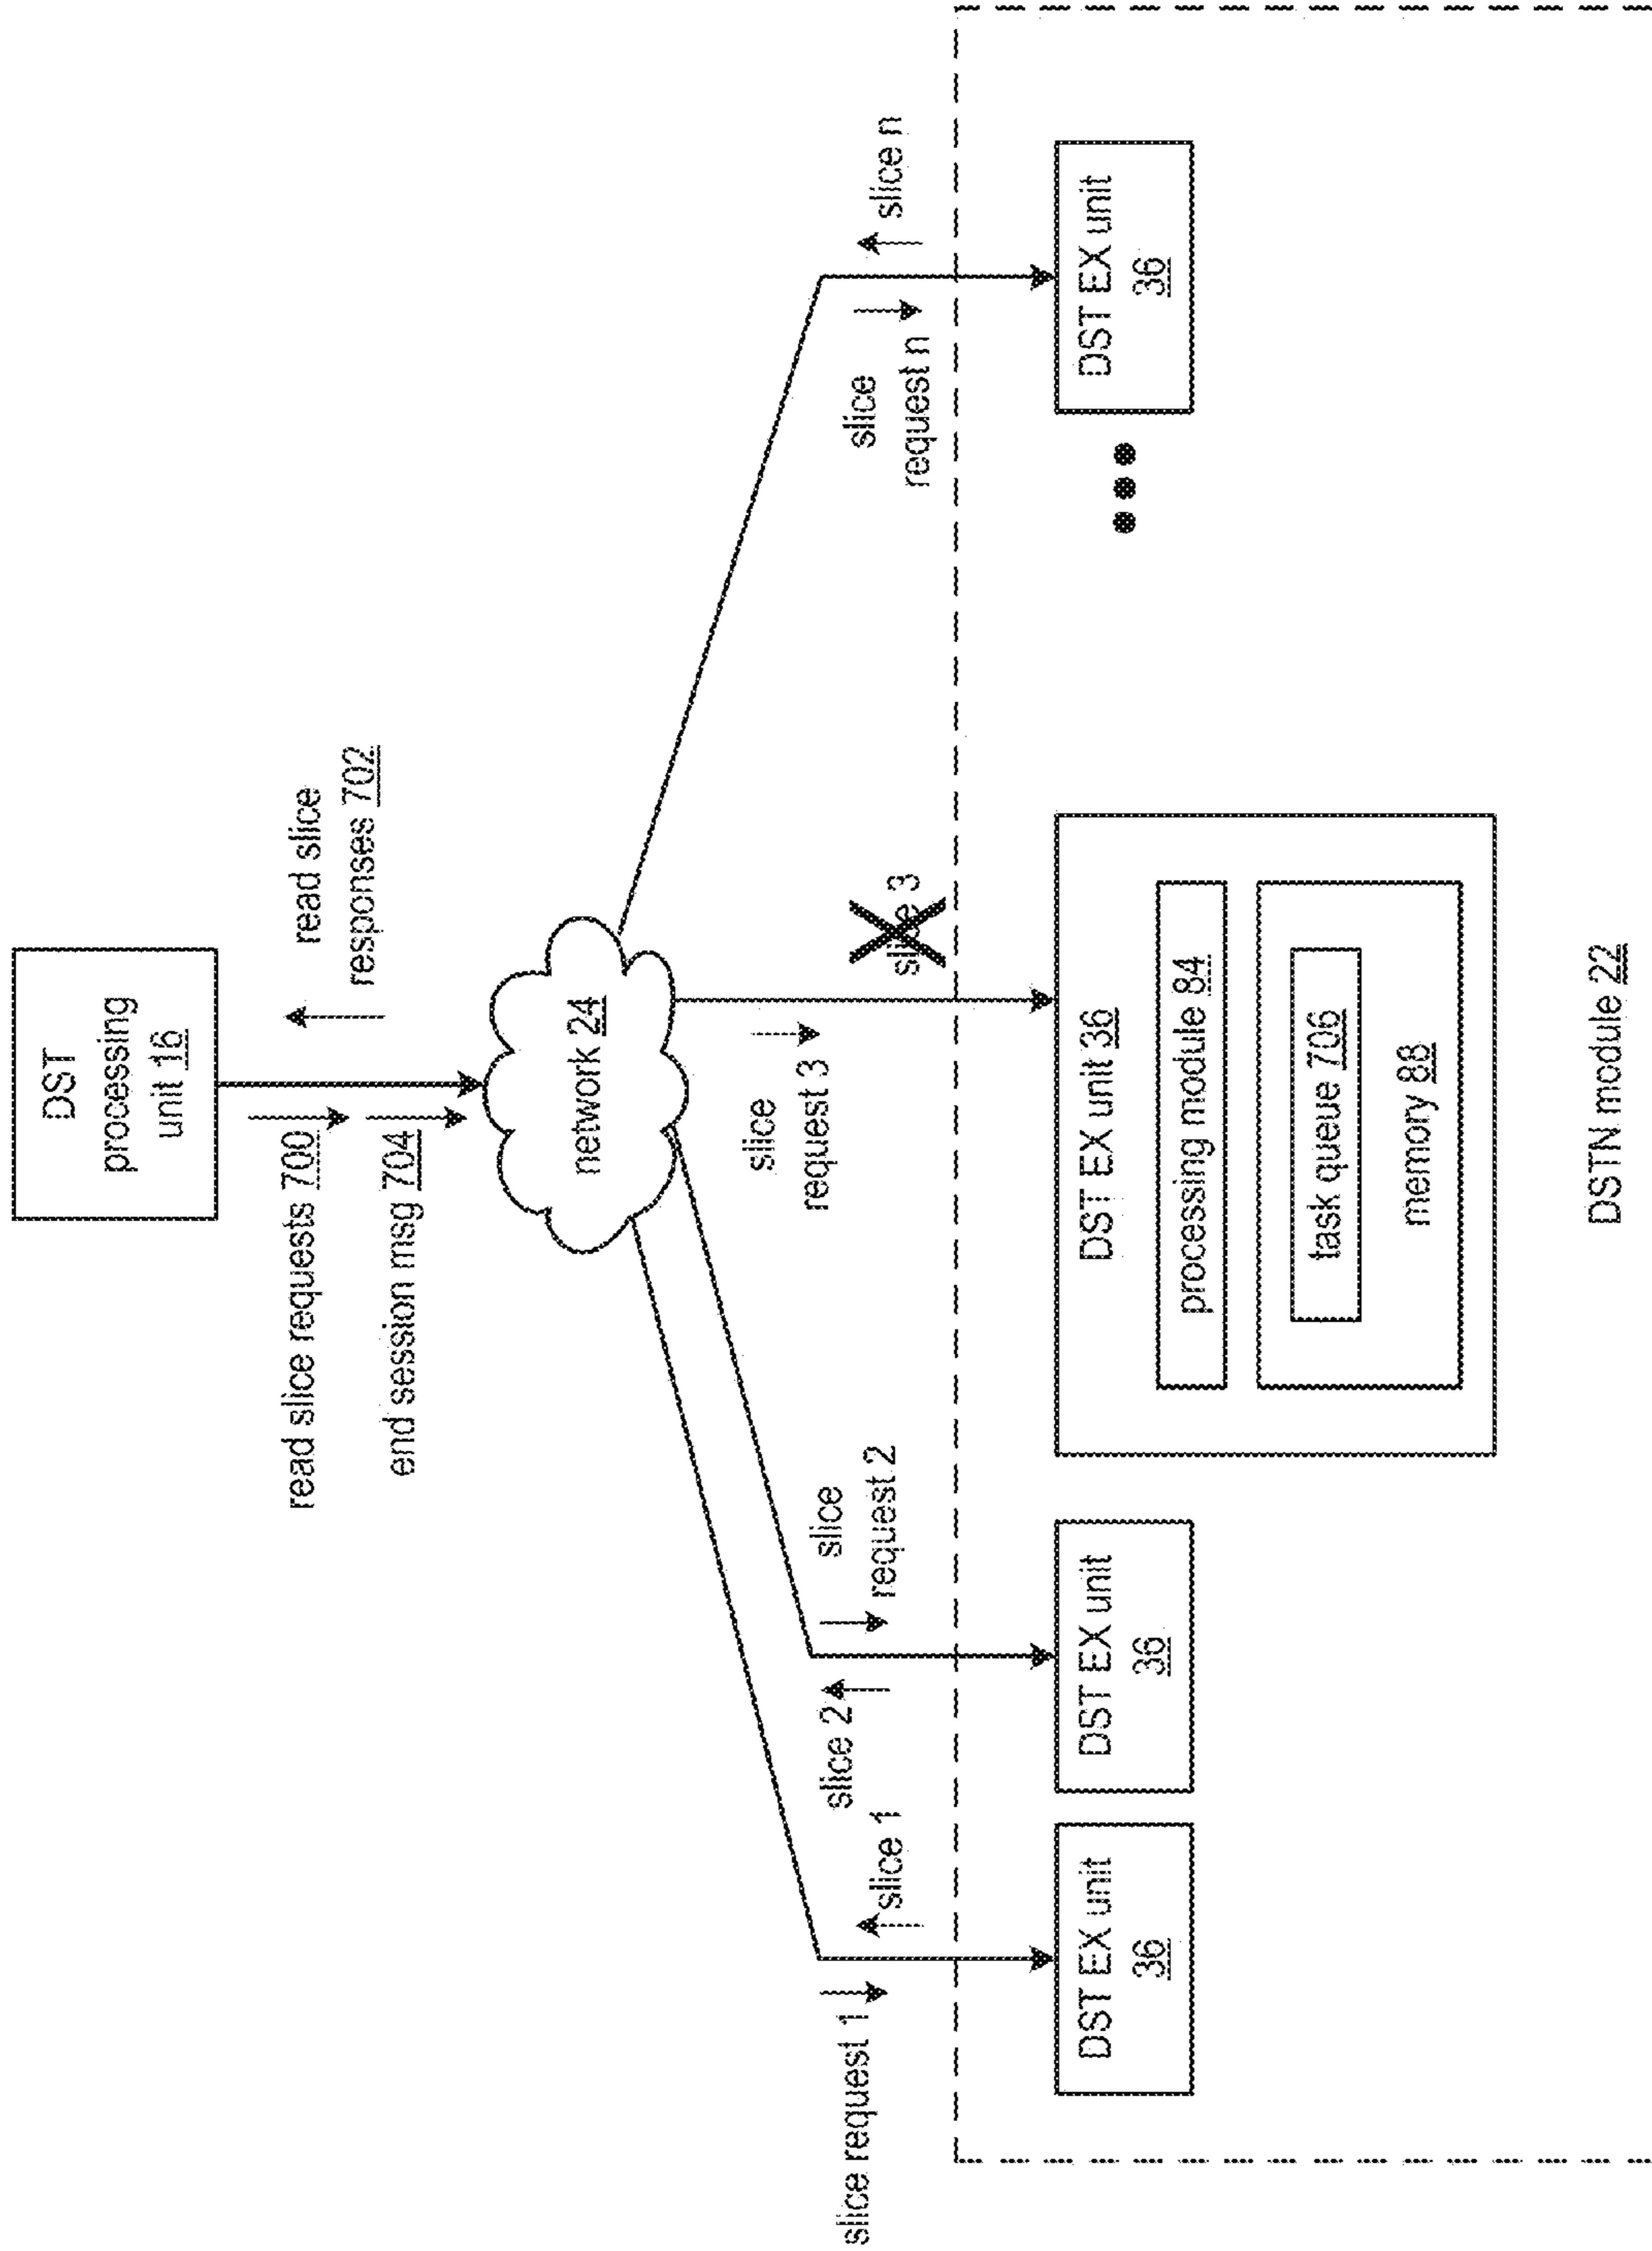 DST
processing
unit 16
read slice requests 700
end session msg 704
read slice
responses 702
network 24
slice request 1
slice 1
slice 2
slice
request 2
slice
request 3
slice 3
slice
request n
slice n
DST EX unit
36
DST EX unit
36
DST EX unit 36
processing module 84
task queue 706
memory 88
DST EX unit
36
DSTN module 22